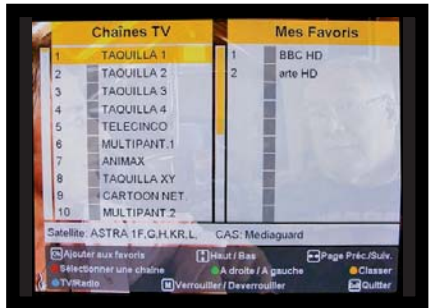 Chaînes TV
Mes Favoris
1 TAQUILLA 1
2 TAQUILLA 2
3 TAQUILLA 3
4 TAQUILLA 4
5 TELECINCO
6 MULTIPANT.1
7 ANIMAX
8 TAQUILLA XY
9 CARTOON NET.
10 MULTIPANT.2
1 BBC HD
2 arte HD
Satellite: ASTRA 1F,G,H,KR,L, CAS: Mediaguard
Ok Ajouter aux favoris Haut / Bas Page Préc./Suiv.
Sélectionner une chaîne A droite / A gauche Classer
TV/Radio M Verrouiller / Deverrouiller Exit Quitter